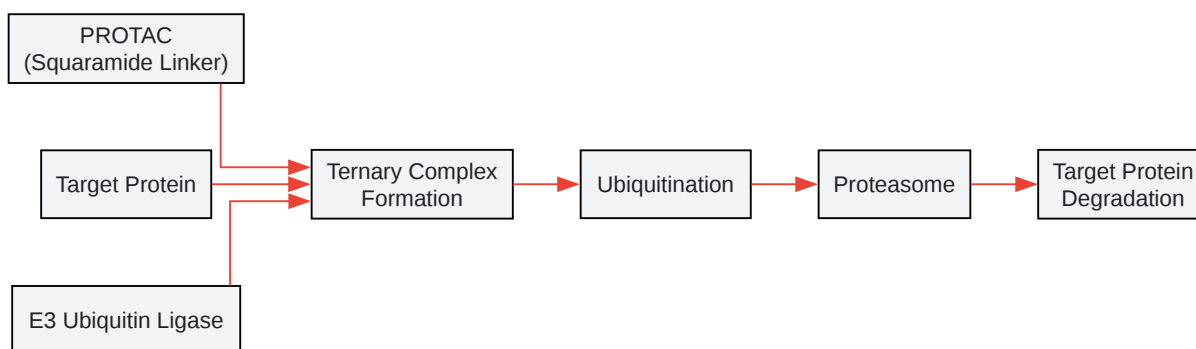 PROTAC
(Squaramide Linker)
Target Protein
E3 Ubiquitin Ligase
Ternary Complex
Formation
Ubiquitination
Proteasome
Target Protein
Degradation